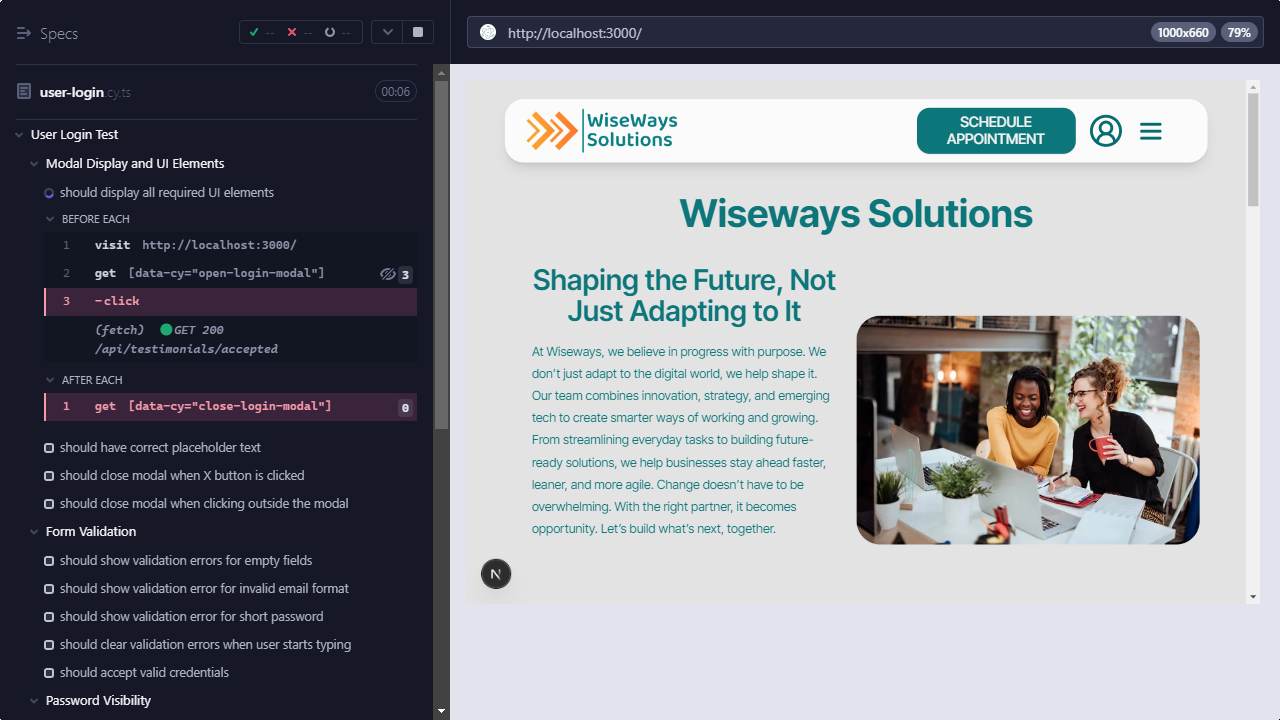 Specs
-- -- --
user-login.cy.ts
00:06
User Login Test
Modal Display and UI Elements
should display all required UI elements
BEFORE EACH
1 visit http://localhost:3000/
2 get [data-cy="open-login-modal"] 3
3 -click
(fetch) GET 200
/api/testimonials/accepted
AFTER EACH
1 get [data-cy="close-login-modal"] 0
should have correct placeholder text
should close modal when X button is clicked
should close modal when clicking outside the modal
Form Validation
should show validation errors for empty fields
should show validation error for invalid email format
should show validation error for short password
should clear validation errors when user starts typing
should accept valid credentials
Password Visibility
http://localhost:3000/
1000x660
79%
WiseWays
Solutions
SCHEDULE
APPOINTMENT
Wiseways Solutions
Shaping the Future, Not
Just Adapting to It
At Wiseways, we believe in progress with purpose. We
don’t just adapt to the digital world, we help shape it.
Our team combines innovation, strategy, and emerging
tech to create smarter ways of working and growing.
From streamlining everyday tasks to building future-
ready solutions, we help businesses stay ahead faster,
leaner, and more agile. Change doesn’t have to be
overwhelming. With the right partner, it becomes
opportunity. Let’s build what’s next, together.
N